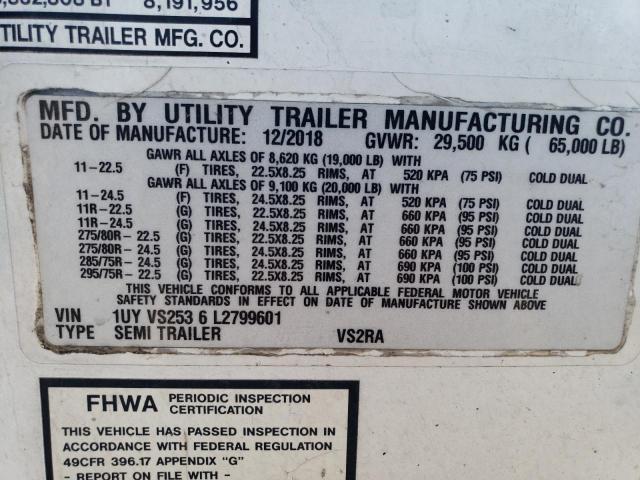 8,191,956
UTILITY TRAILER MFG. CO.
MFD. BY UTILITY TRAILER MANUFACTURING CO.
DATE OF MANUFACTURE: 12/2018 GVWR: 29,500 KG ( 65,000 LB)
GAWR ALL AXLES OF 8,620 KG (19,000 LB) WITH
11-22.5 (F) TIRES, 22.5X8.25 RIMS, AT 520 KPA (75 PSI) COLD DUAL
GAWR ALL AXLES OF 9,100 KG (20,000 LB) WITH
11-24.5 (F) TIRES, 24.5X8.25 RIMS, AT 520 KPA (75 PSI) COLD DUAL
11R-22.5 (G) TIRES, 22.5X8.25 RIMS, AT 660 KPA (95 PSI) COLD DUAL
11R-24.5 (G) TIRES, 24.5X8.25 RIMS, AT 660 KPA (95 PSI) COLD DUAL
275/80R-22.5 (G) TIRES, 22.5X8.25 RIMS, AT 660 KPA (95 PSI) COLD DUAL
275/80R-24.5 (G) TIRES, 24.5X8.25 RIMS, AT 660 KPA (95 PSI) COLD DUAL
285/75R-24.5 (G) TIRES, 24.5X8.25 RIMS, AT 690 KPA (100 PSI) COLD DUAL
295/75R-22.5 (G) TIRES, 22.5X8.25 RIMS, AT 690 KPA (100 PSI) COLD DUAL
THIS VEHICLE CONFORMS TO ALL APPLICABLE FEDERAL MOTOR VEHICLE
SAFETY STANDARDS IN EFFECT ON DATE OF MANUFACTURE SHOWN ABOVE
VIN 1UY VS253 6 L2799601
TYPE SEMI TRAILER VS2RA
FHWA PERIODIC INSPECTION
CERTIFICATION
THIS VEHICLE HAS PASSED INSPECTION IN
ACCORDANCE WITH FEDERAL REGULATION
49CFR 396.17 APPENDIX "G"
- REPORT ON FILE WITH -